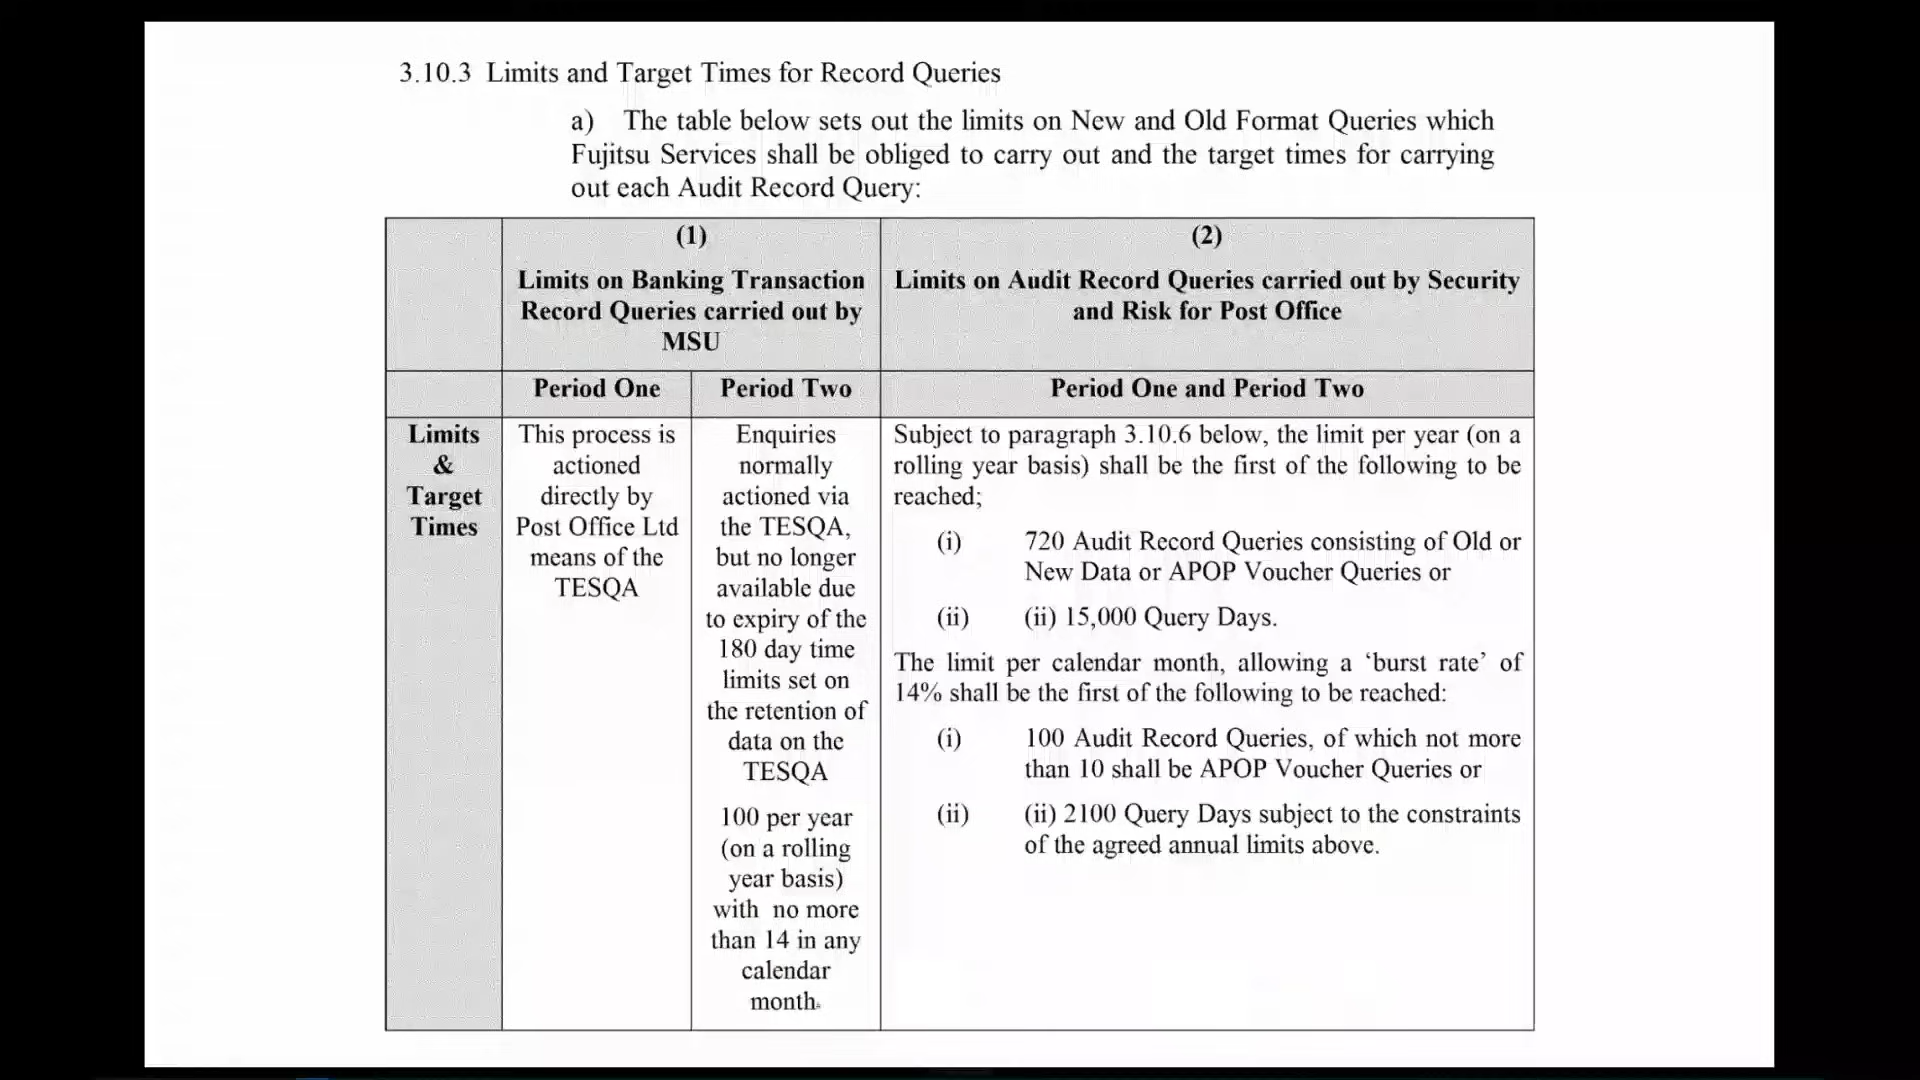 3.10.3 Limits and Target Times for Record Queries
a) The table below sets out the limits on New and Old Format Queries which
Fujitsu Services shall be obliged to carry out and the target times for carrying
out each Audit Record Query:
(1)
Limits on Banking Transaction
Record Queries carried out by
MSU
(2)
Limits on Audit Record Queries carried out by Security
and Risk for Post Office
Period One
Period Two
Period One and Period Two
Limits
&
Target
Times
This process is
actioned
directly by
Post Office Ltd
means of the
TESQA
Enquiries
normally
actioned via
the TESQA,
but no longer
available due
to expiry of the
180 day time
limits set on
the retention of
data on the
TESQA
100 per year
(on a rolling
year basis)
with no more
than 14 in any
calendar
month.
Subject to paragraph 3.10.6 below, the limit per year (on a
rolling year basis) shall be the first of the following to be
reached;
(i) 720 Audit Record Queries consisting of Old or
New Data or APOP Voucher Queries or
(ii) (ii) 15,000 Query Days.
The limit per calendar month, allowing a ‘burst rate’ of
14% shall be the first of the following to be reached:
(i) 100 Audit Record Queries, of which not more
than 10 shall be APOP Voucher Queries or
(ii) (ii) 2100 Query Days subject to the constraints
of the agreed annual limits above.